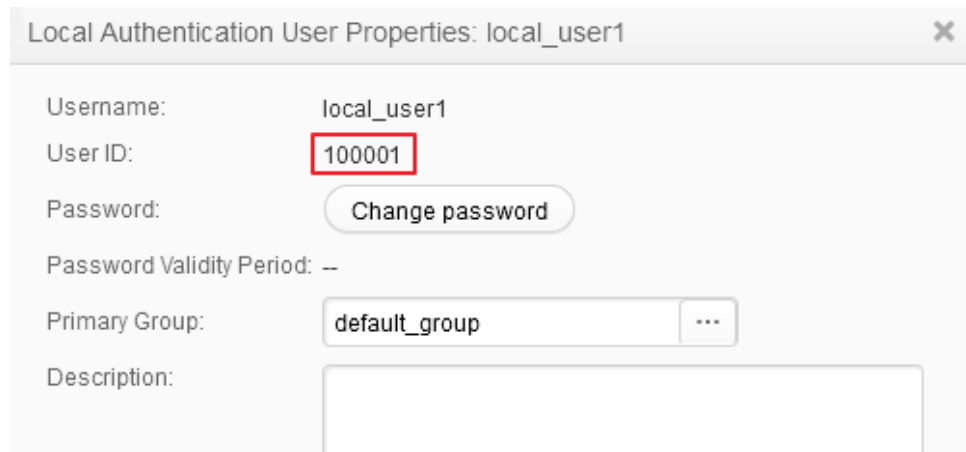 Local Authentication User Properties: local_user1
Username: local_user1
User ID: 100001
Password: Change password
Password Validity Period: --
Primary Group: default_group ...
Description: